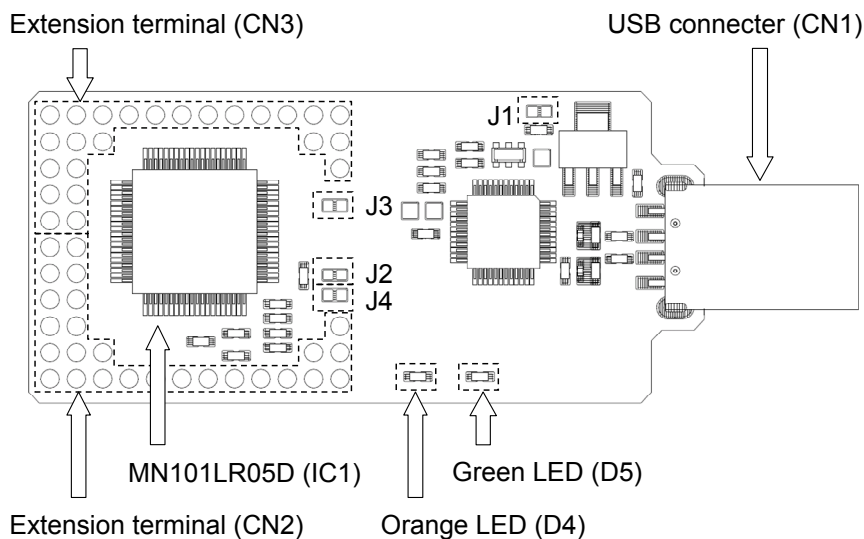 Extension terminal (CN3)
USB connecter (CN1)
J1
J3
J2
J4
MN101LR05D (IC1)
Green LED (D5)
Extension terminal (CN2)
Orange LED (D4)